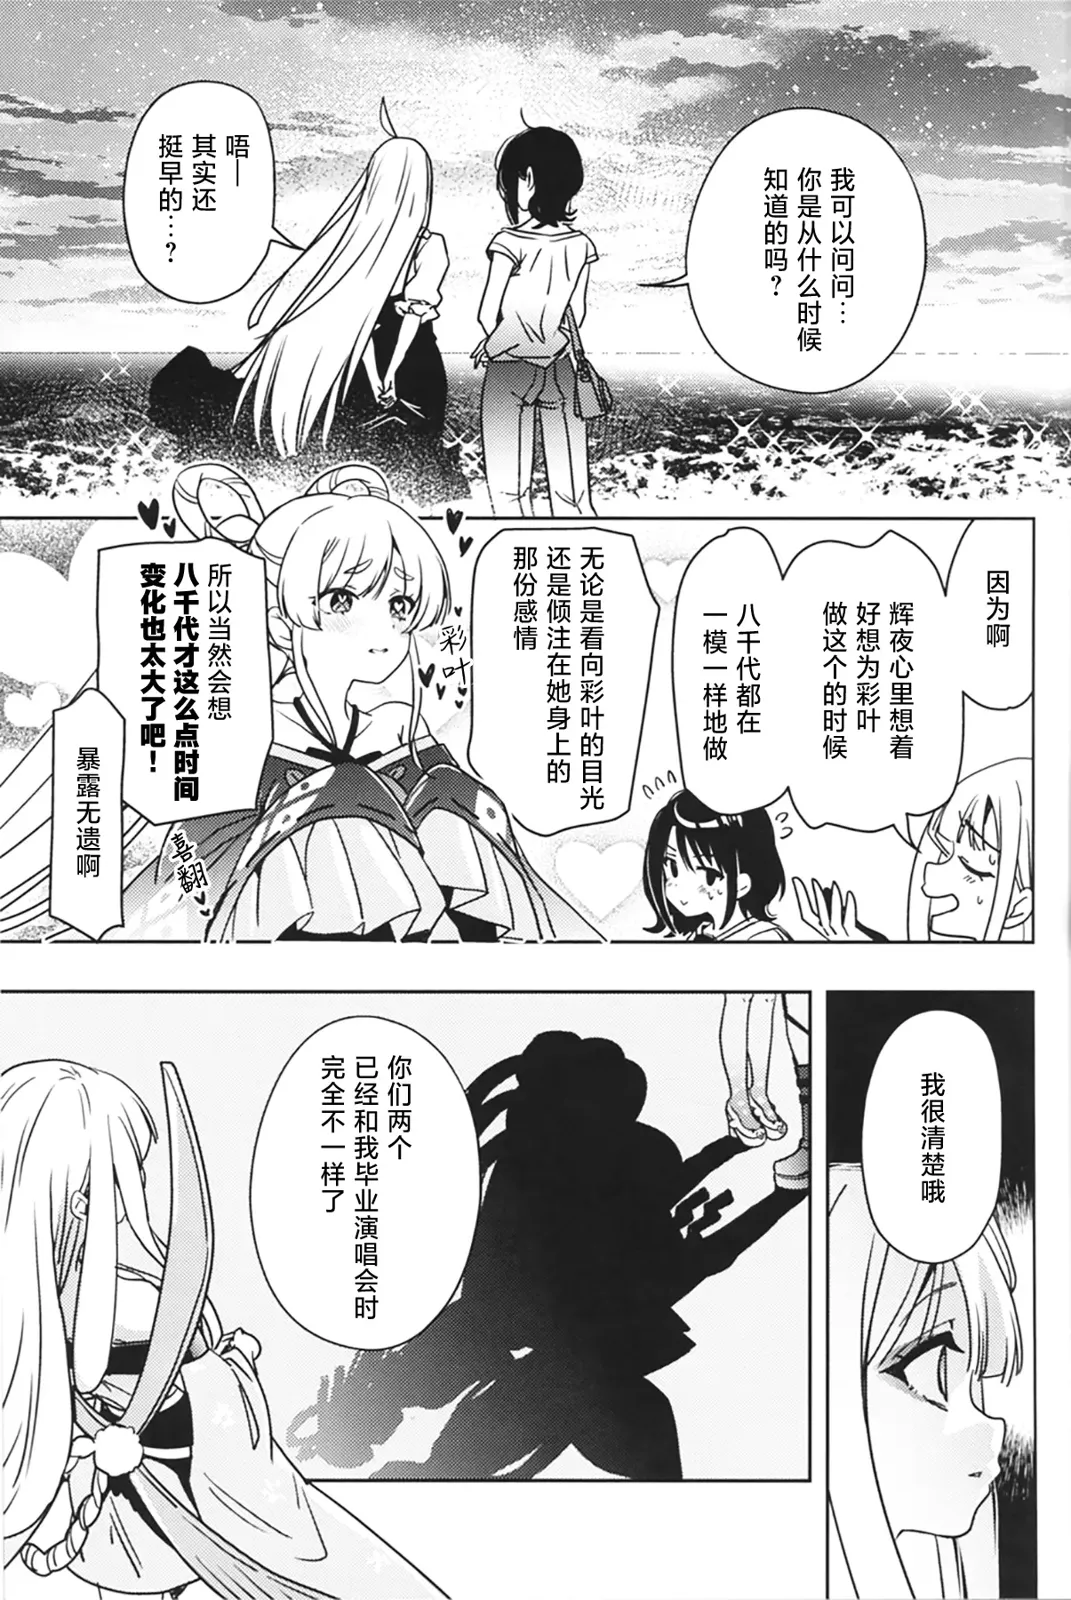 我可以问问…
你是从什么时候
知道的吗？
唔—
其实还
挺早的…？
因为啊
辉夜心里想着
好想为彩叶
做这个的时候
八千代都在
一模一样地做
无论是看向彩叶的目光
还是倾注在她身上的
那份感情
彩叶
所以当然会想
八千代才这么点时间
变化也太大了吧！
喜翻
暴露无遗啊
我很清楚哦
你们两个
已经和我毕业演唱会时
完全不一样了